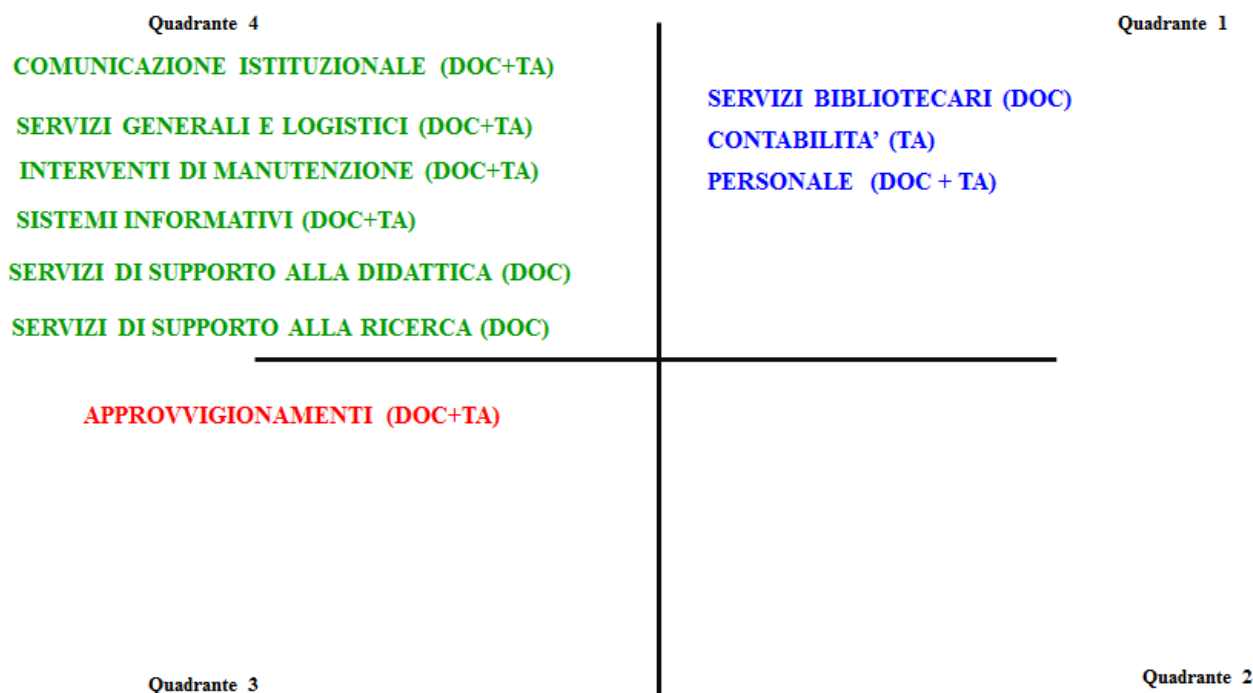 Quadrante 4
COMUNICAZIONE ISTITUZIONALE (DOC+TA)
SERVIZI GENERALI E LOGISTICI (DOC+TA)
INTERVENTI DI MANUTENZIONE (DOC+TA)
SISTEMI INFORMATIVI (DOC+TA)
SERVIZI DI SUPPORTO ALLA DIDATTICA (DOC)
SERVIZI DI SUPPORTO ALLA RICERCA (DOC)
Quadrante 1
SERVIZI BIBLIOTECARI (DOC)
CONTABILITA’ (TA)
PERSONALE (DOC + TA)
APPROVVIGIONAMENTI (DOC+TA)
Quadrante 3
Quadrante 2